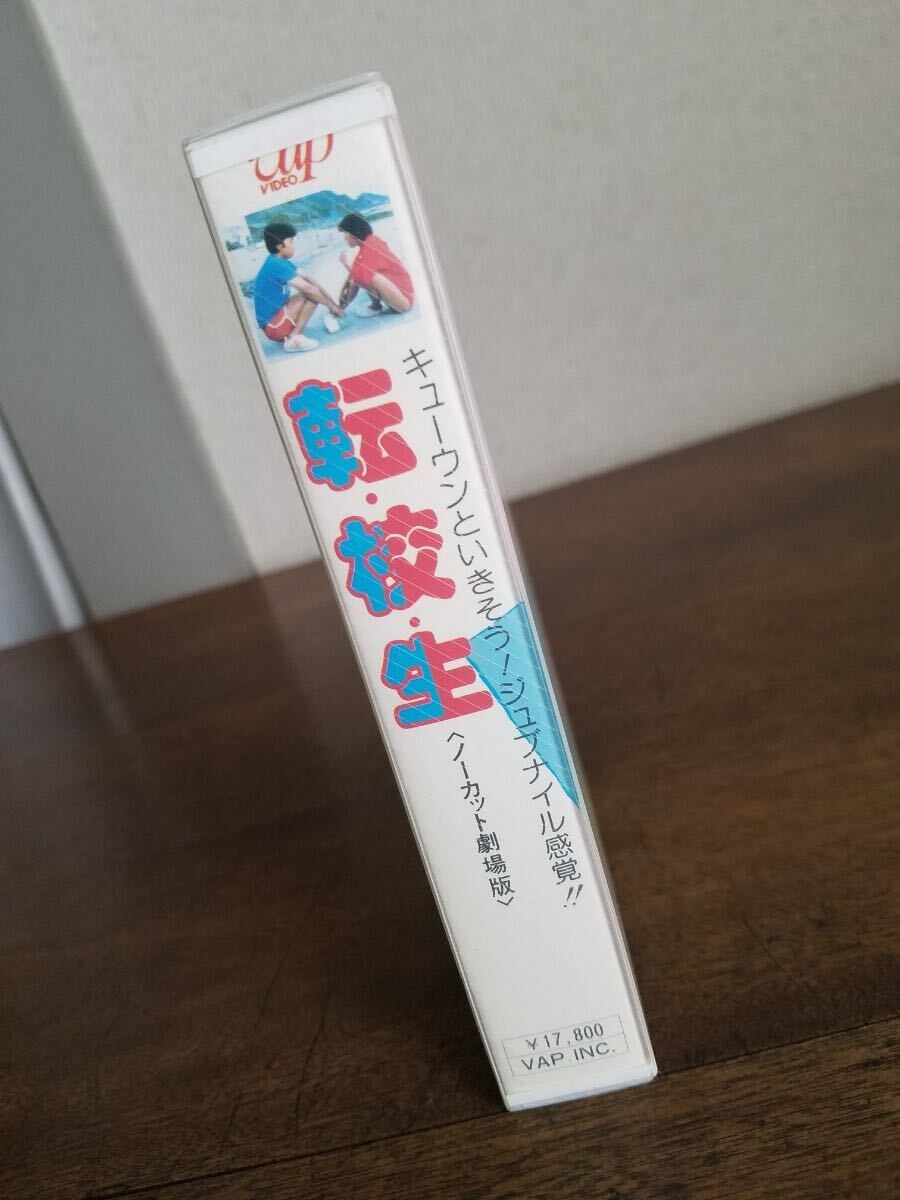 vap
VIDEO
転・校・生
キューウンといきそう!ジュブナイル感覚!!
〈ノーカット劇場版〉
￥17,800
VAP INC.